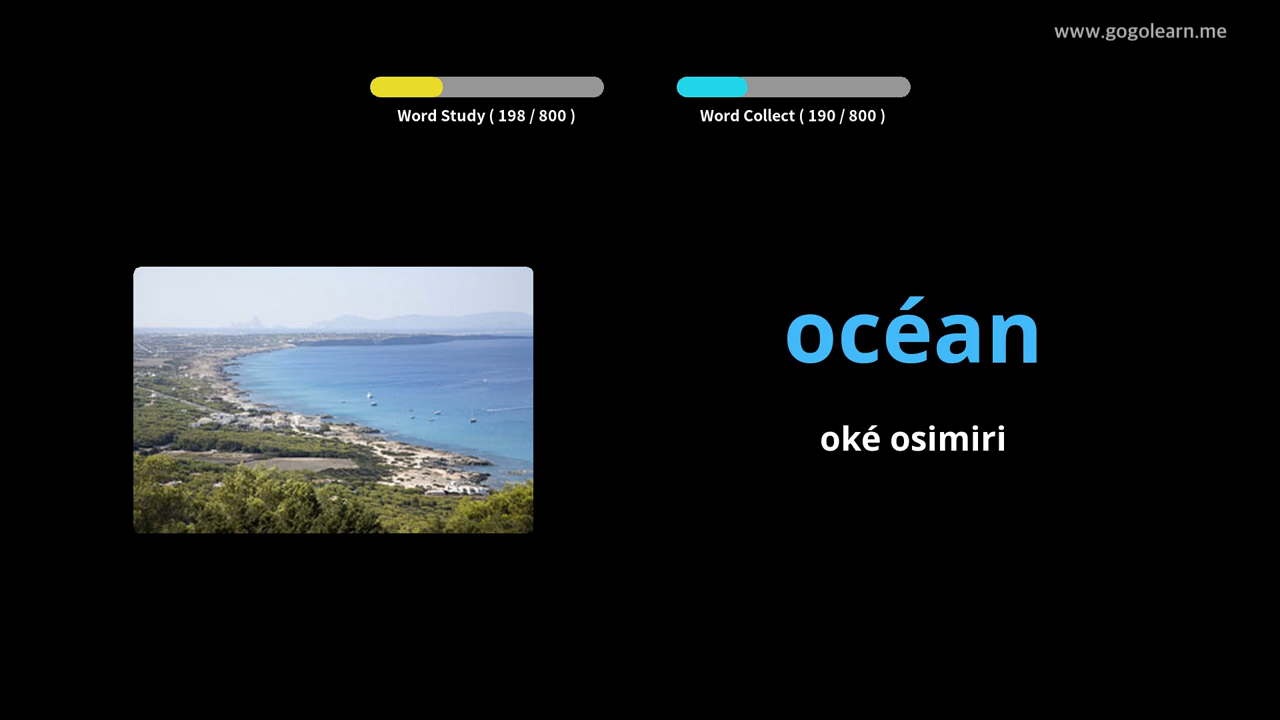 www.gogolearn.me
Word Study ( 198 / 800 )
Word Collect ( 190 / 800 )
océan
oké osimiri